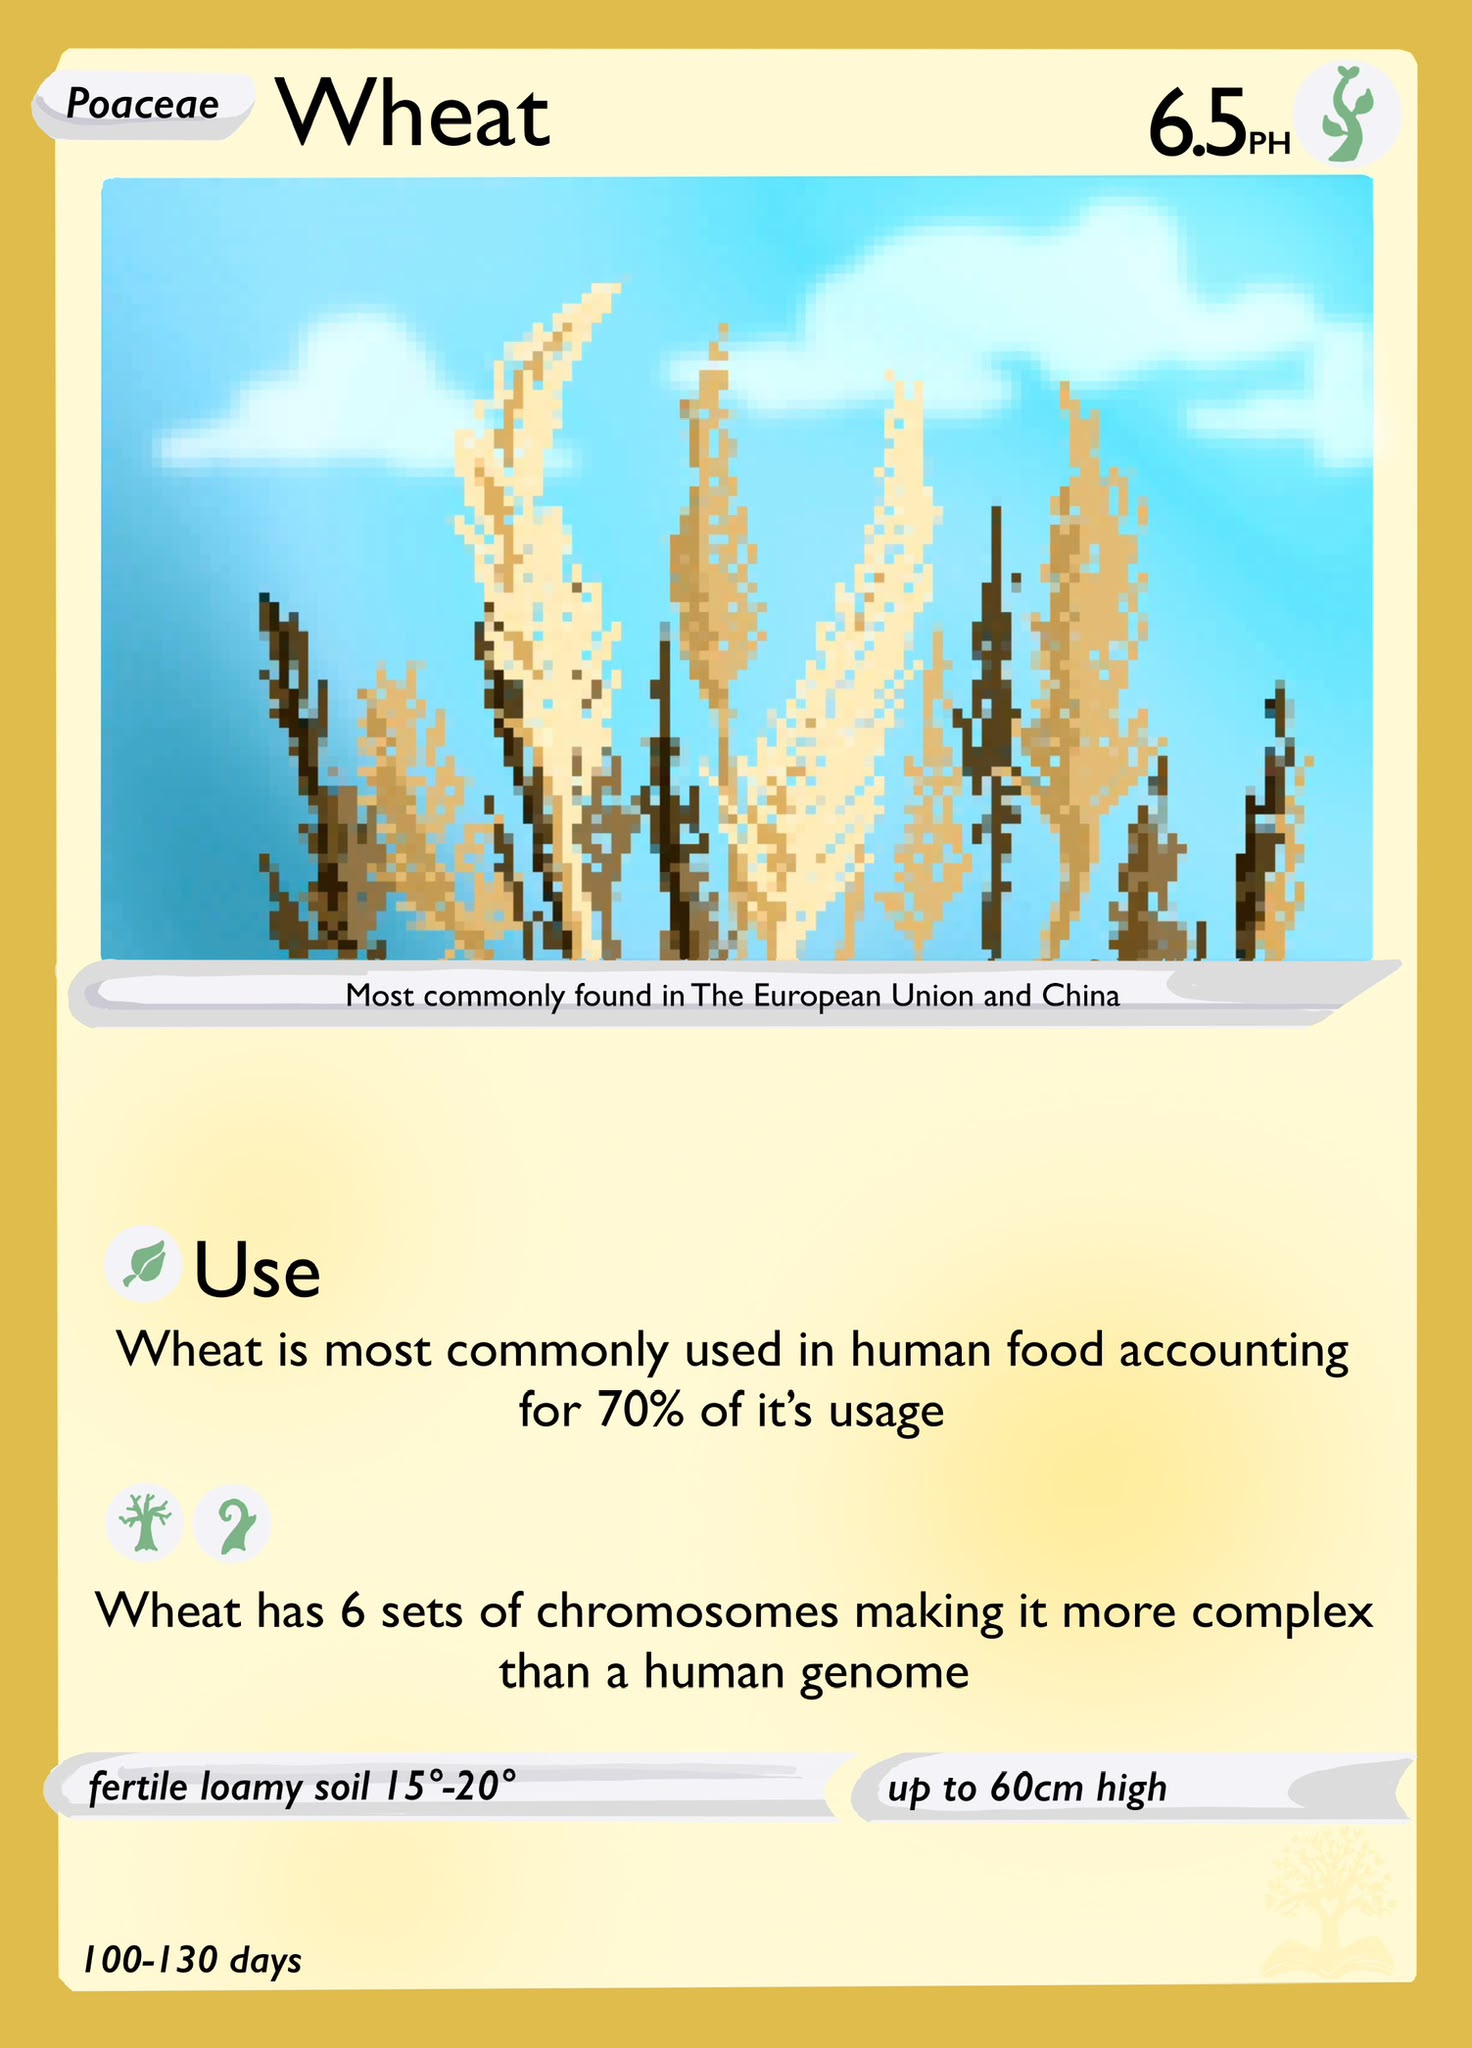 Poaceae
Wheat
6.5PH
Most commonly found in The European Union and China
Use
Wheat is most commonly used in human food accounting
for 70% of it's usage
Wheat has 6 sets of chromosomes making it more complex
than a human genome
fertile loamy soil 15°-20°
up to 60cm high
100-130 days